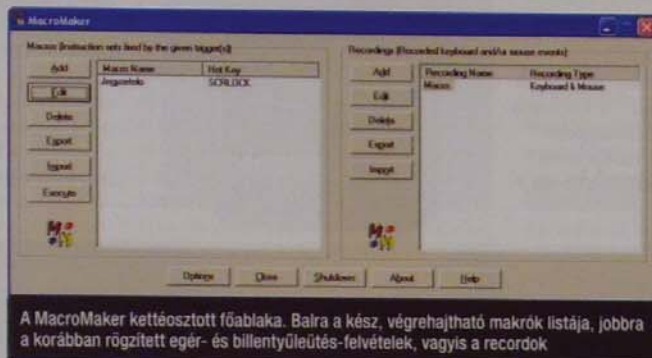 MacroMaker
Macros (Instruction sets fired by the given trigger(s))
Recordings (Recorded keyboard and/or mouse events)
Add
Edit
Delete
Export
Import
Execute
Macro Name Hot Key
SCRLOCK
Add
Edit
Delete
Export
Import
Recording Name Recording Type
Macro Keyboard & Mouse
Options Close Shutdown About Help
A MacroMaker kettéosztott főablaka. Balra a kész, végrehajtható makrók listája, jobbra
a korábban rögzített egér- és billentyűleütés-felvételek, vagyis a recordok